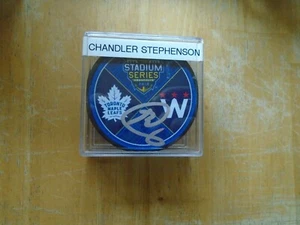 CHANDLER STEPHENSON
STADIUM
SERIES
TORONTO
MAPLE
LEAFS
W